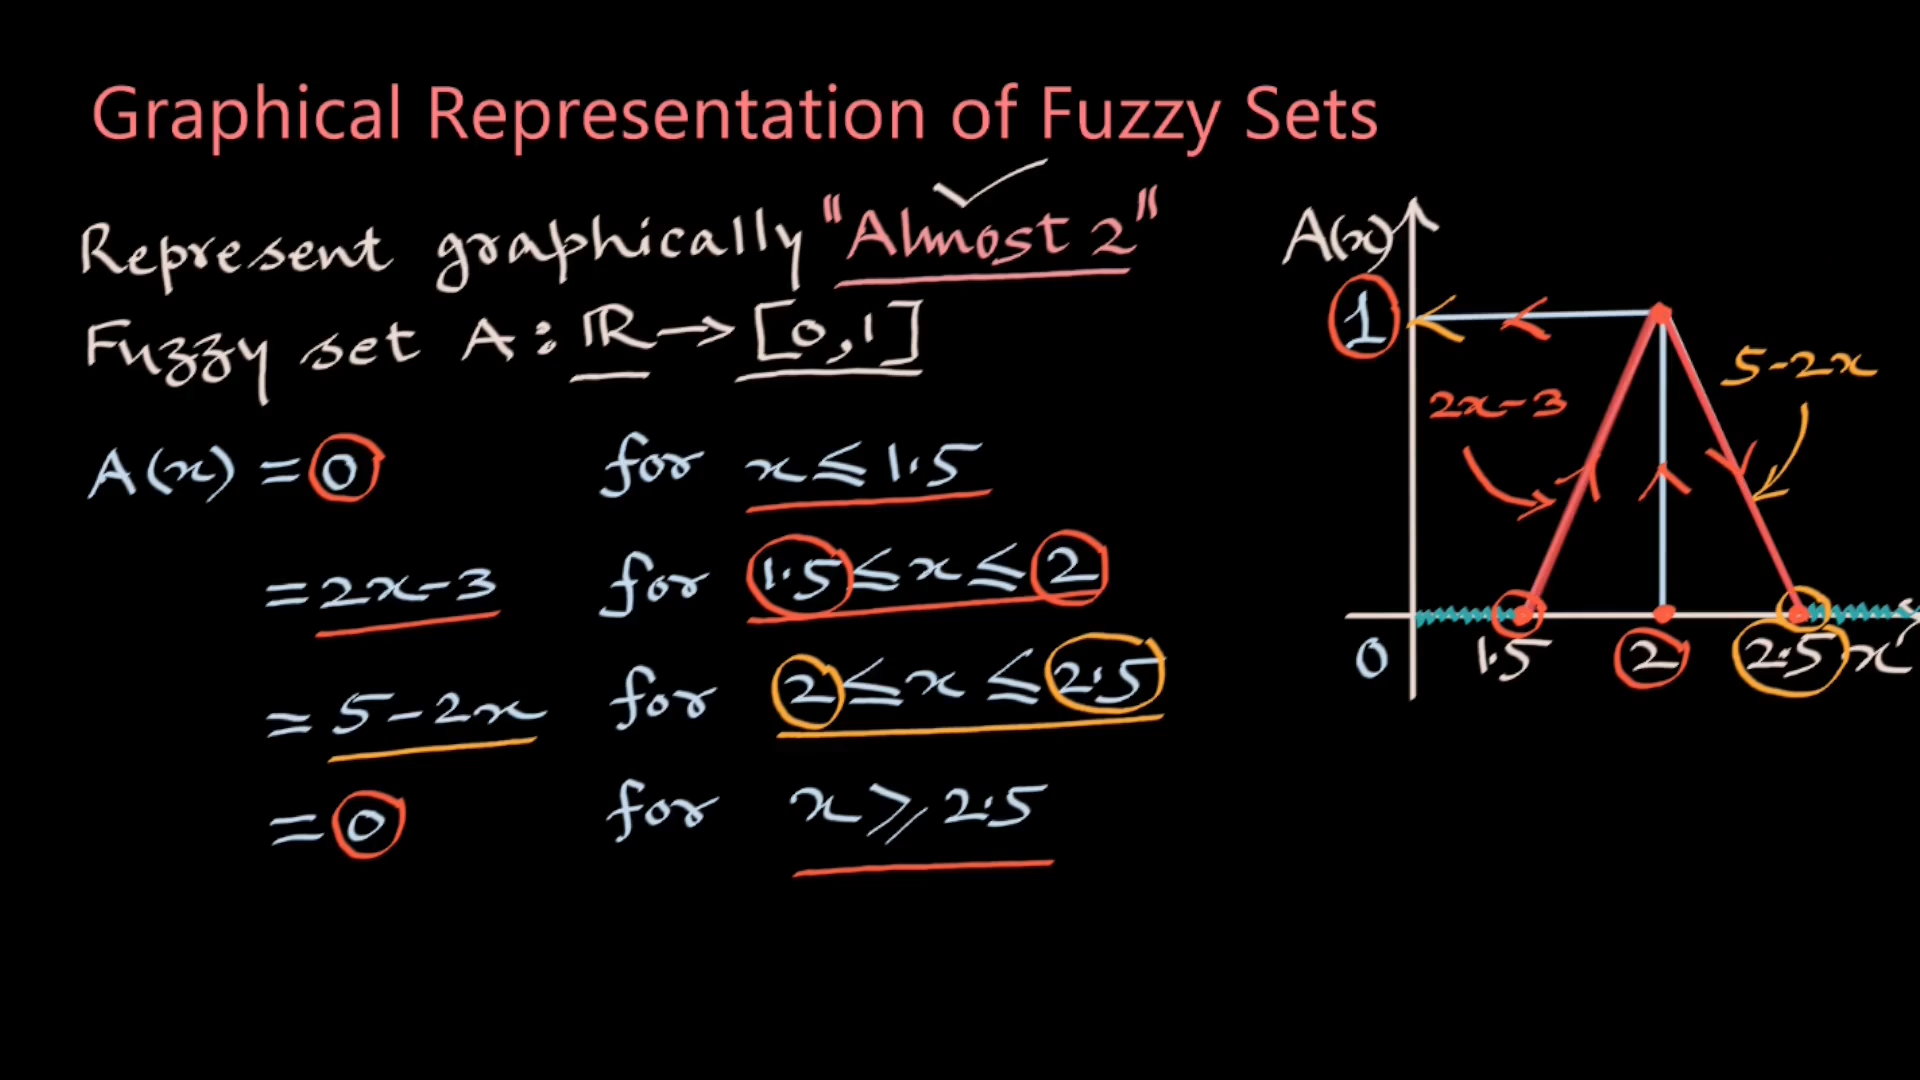 Graphical Representation of Fuzzy Sets
Represent graphically "Almost 2"
Fuzzy set A : ℝ → [0,1]
A(x) = 0 for x ≤ 1.5
= 2x-3 for 1.5 ≤ x ≤ 2
= 5-2x for 2 ≤ x ≤ 2.5
= 0 for x ⩾ 2.5
A(x)
1
2x-3
5-2x
0 1.5 2 2.5 x